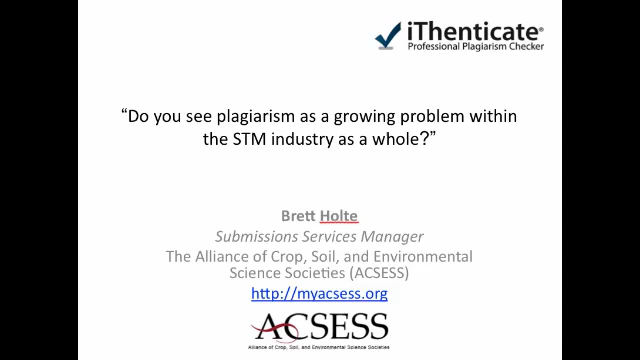 iThenticate®
Professional Plagiarism Checker
“Do you see plagiarism as a growing problem within
the STM industry as a whole?”
Brett Holte
Submissions Services Manager
The Alliance of Crop, Soil, and Environmental
Science Societies (ACSESS)
http://myacsess.org
ACSESS
Alliance of Crop, Soil, and Environmental Science Societies